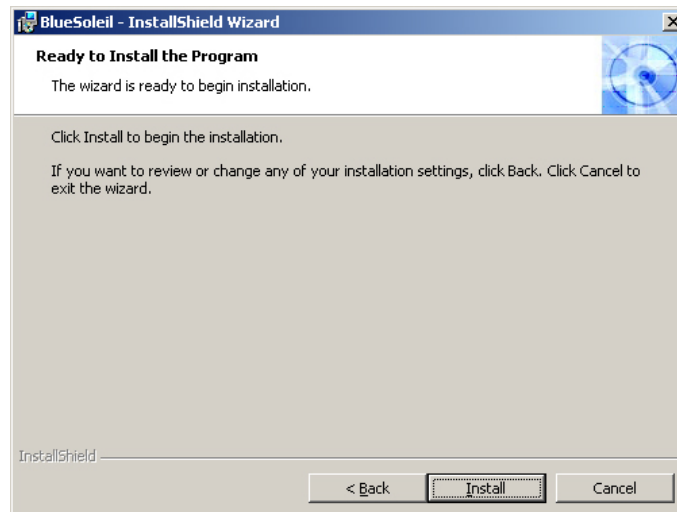 BlueSoleil - InstallShield Wizard
Ready to Install the Program
The wizard is ready to begin installation.
Click Install to begin the installation.
If you want to review or change any of your installation settings, click Back. Click Cancel to
exit the wizard.
InstallShield
< Back Install Cancel